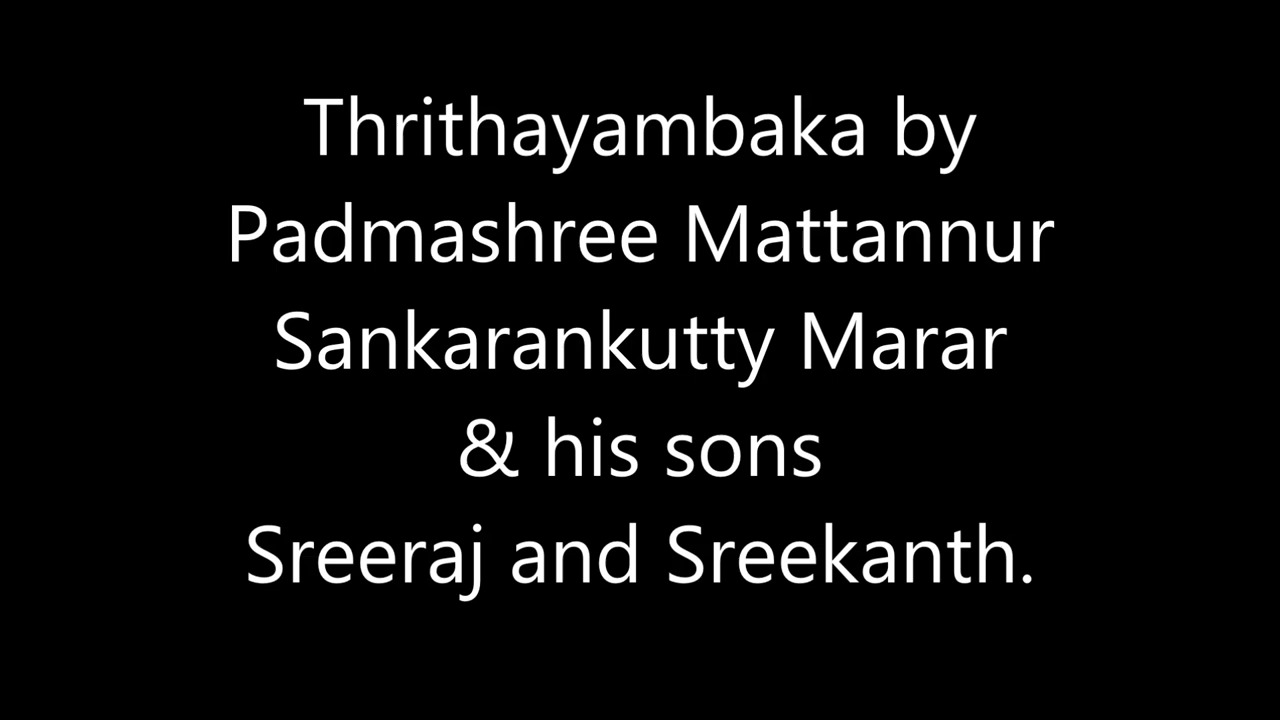 Thrithayambaka by
Padmashree Mattannur
Sankarankutty Marar
& his sons
Sreeraj and Sreekanth.